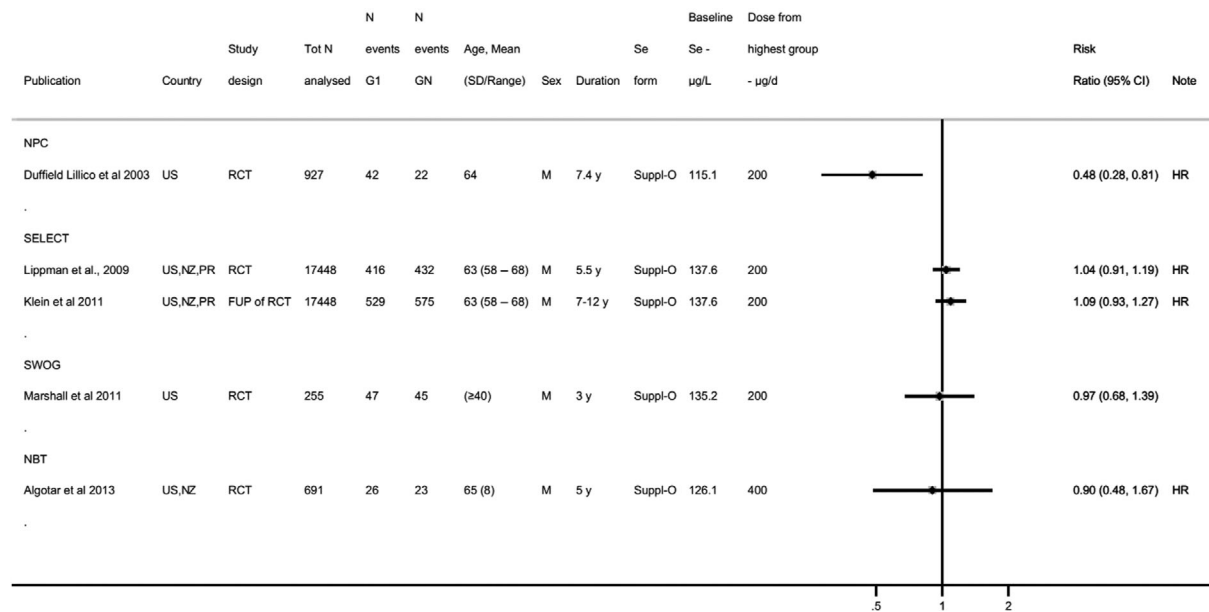 N N Baseline Dose from
Study Tot N events events Age, Mean Se Se - highest group Risk
Publication Country design analysed G1 GN (SD/Range) Sex Duration form µg/L - µg/d Ratio (95% CI) Note
NPC
Duffield Lillico et al 2003 US RCT 927 42 22 64 M 7.4 y Suppl-O 115.1 200 0.48 (0.28, 0.81) HR
.
SELECT
Lippman et al., 2009 US,NZ,PR RCT 17448 416 432 63 (58 – 68) M 5.5 y Suppl-O 137.6 200 1.04 (0.91, 1.19) HR
Klein et al 2011 US,NZ,PR FUP of RCT 17448 529 575 63 (58 – 68) M 7-12 y Suppl-O 137.6 200 1.09 (0.93, 1.27) HR
.
SWOG
Marshall et al 2011 US RCT 255 47 45 (≥40) M 3 y Suppl-O 135.2 200 0.97 (0.68, 1.39)
.
NBT
Algotar et al 2013 US,NZ RCT 691 26 23 65 (8) M 5 y Suppl-O 126.1 400 0.90 (0.48, 1.67) HR
.
.5 1 2